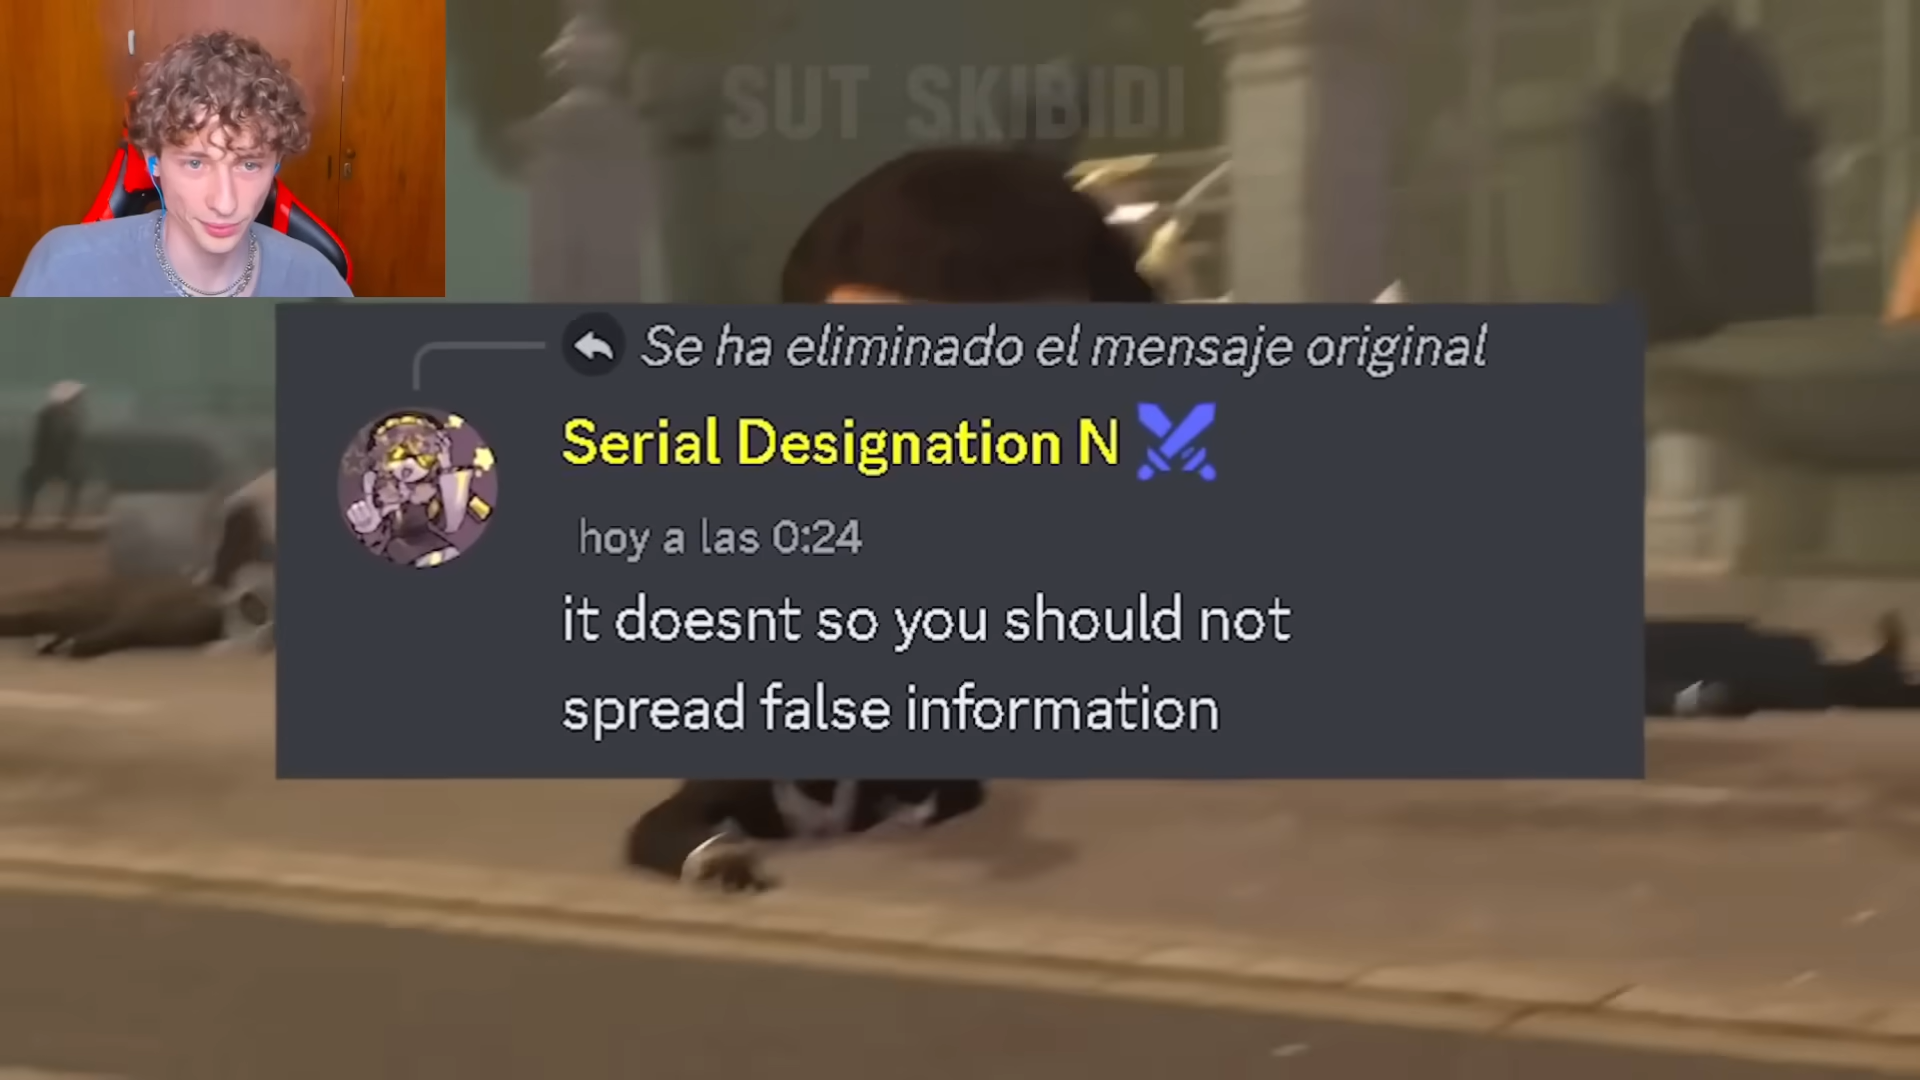 SUT SKIBIDI
Se ha eliminado el mensaje original
Serial Designation N
hoy a las 0:24
it doesnt so you should not
spread false information